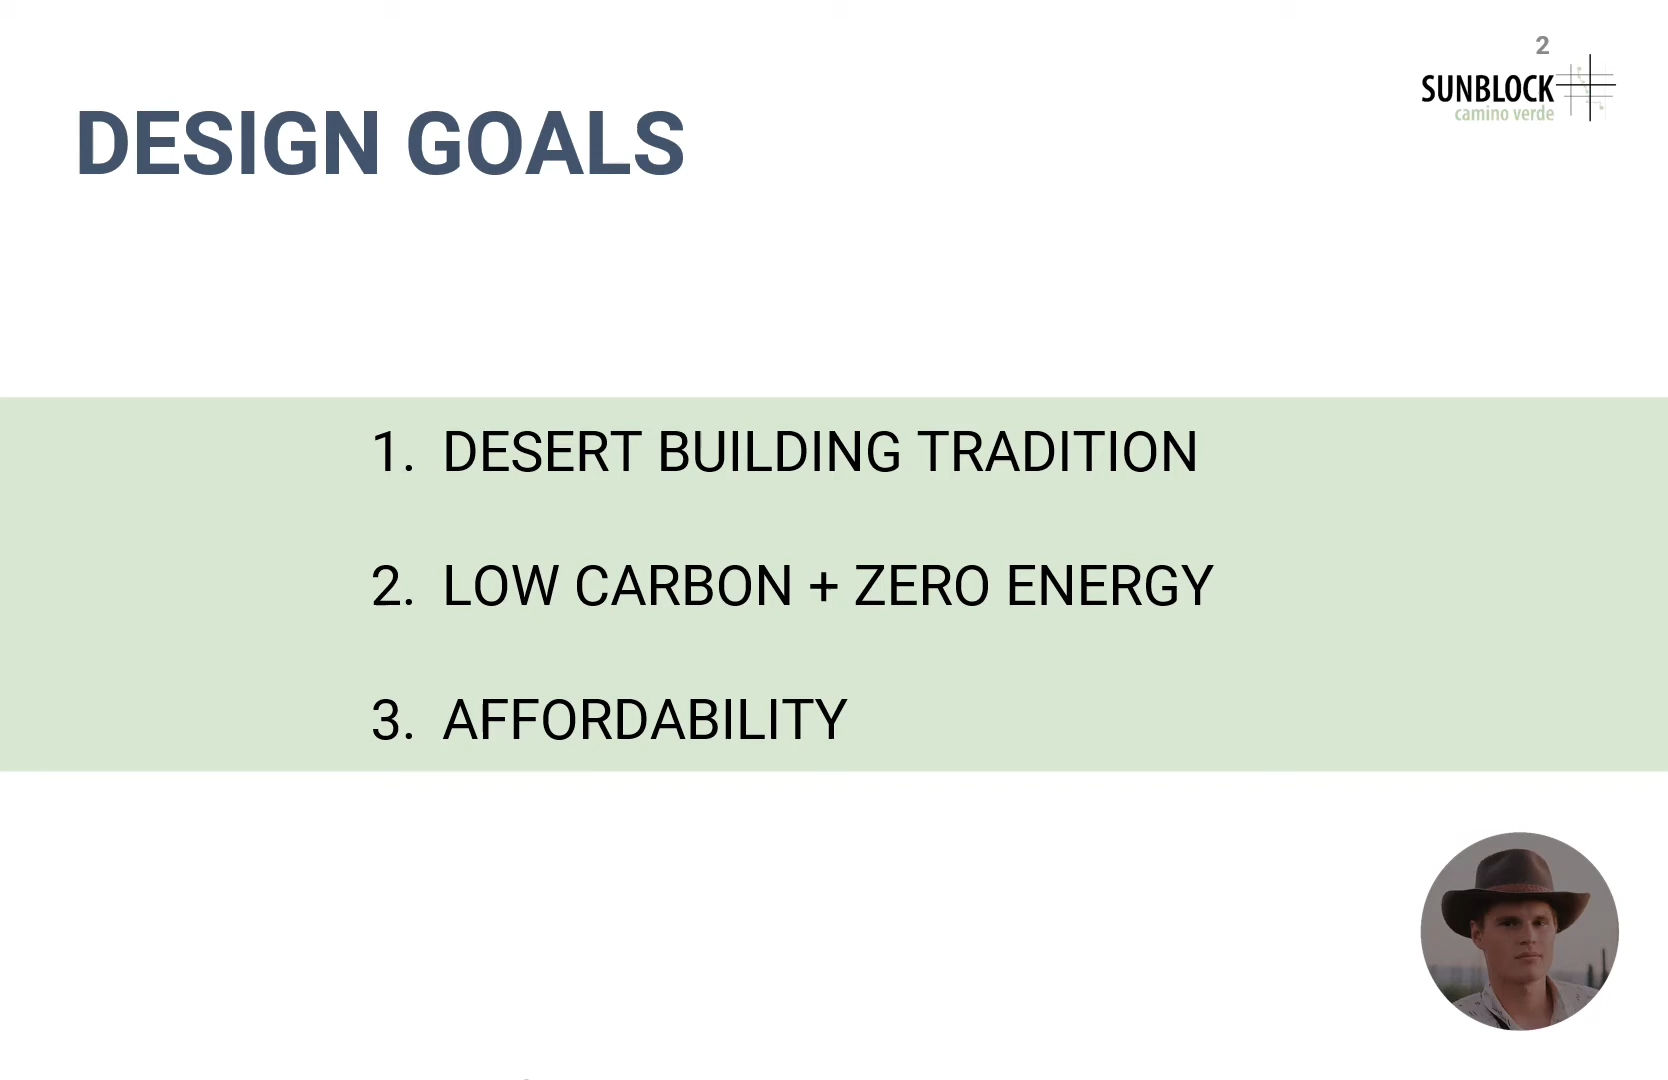 2
SUNBLOCK
camino verde
DESIGN GOALS
1. DESERT BUILDING TRADITION
2. LOW CARBON + ZERO ENERGY
3. AFFORDABILITY